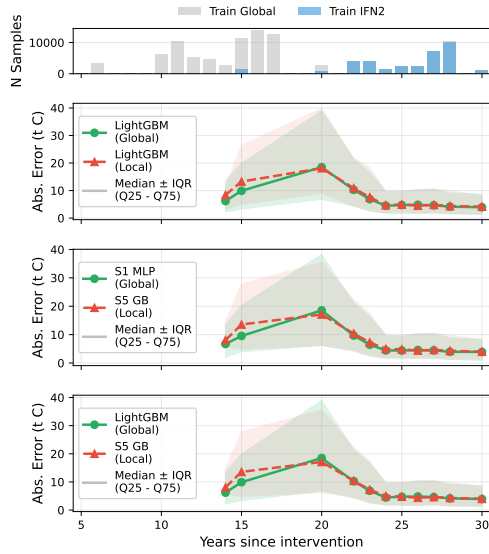 Train Global
Train IFN2
N Samples
10000
0
Abs. Error (t C)
40
30
20
10
0
LightGBM
(Global)
LightGBM
(Local)
Median ± IQR
(Q25 - Q75)
Abs. Error (t C)
40
30
20
10
0
S1 MLP
(Global)
S5 GB
(Local)
Median ± IQR
(Q25 - Q75)
Abs. Error (t C)
40
30
20
10
0
LightGBM
(Global)
S5 GB
(Local)
Median ± IQR
(Q25 - Q75)
5 10 15 20 25 30
Years since intervention